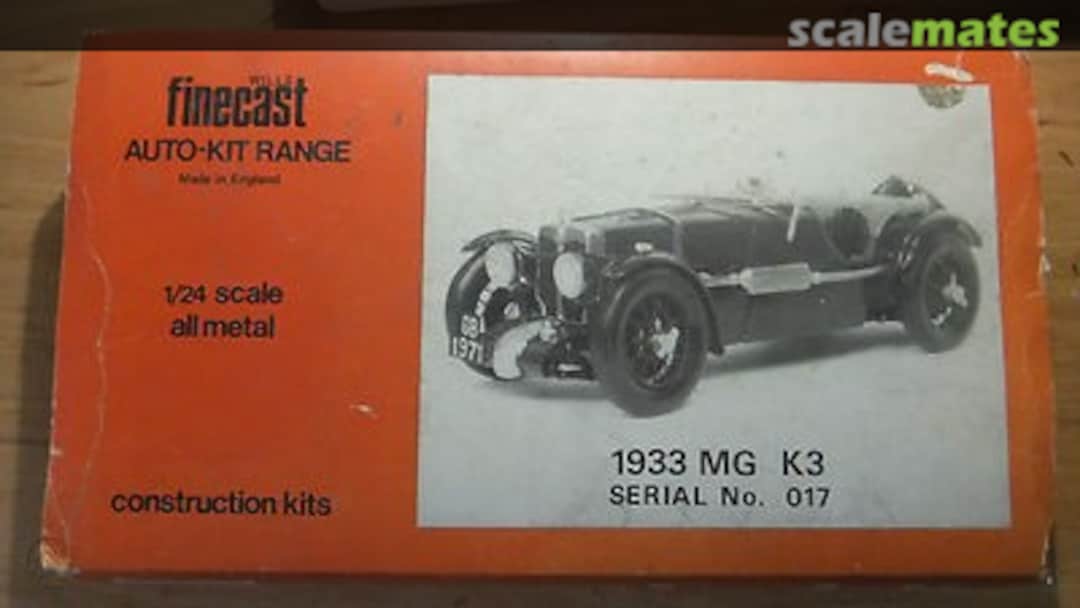 scalemates
WILLS
finecast
AUTO-KIT RANGE
Made in England
1/24 scale
all metal
construction kits
GB
1971
1933 MG K3
SERIAL No. 017